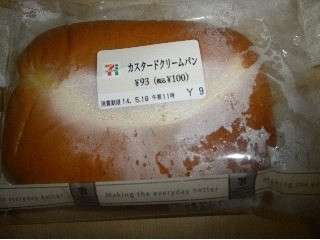 7 カスタードクリームパン
¥93 (税込¥100)
消費期限 14. 5.18 午前11時 Y 9
Making the everyday better